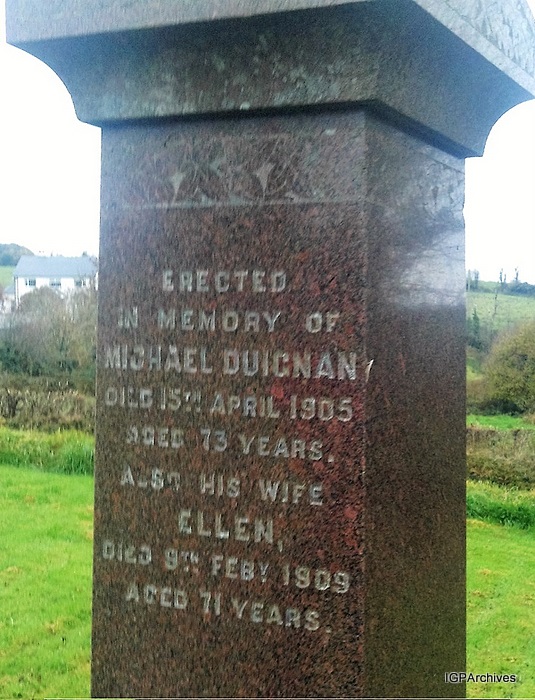 ERECTED
IN MEMORY OF
MICHAEL DUIGNAN
DIED 15TH APRIL 1905
AGED 73 YEARS.
ALSO HIS WIFE
ELLEN,
DIED 9TH FEBY 1909
AGED 71 YEARS.
IGPArchives